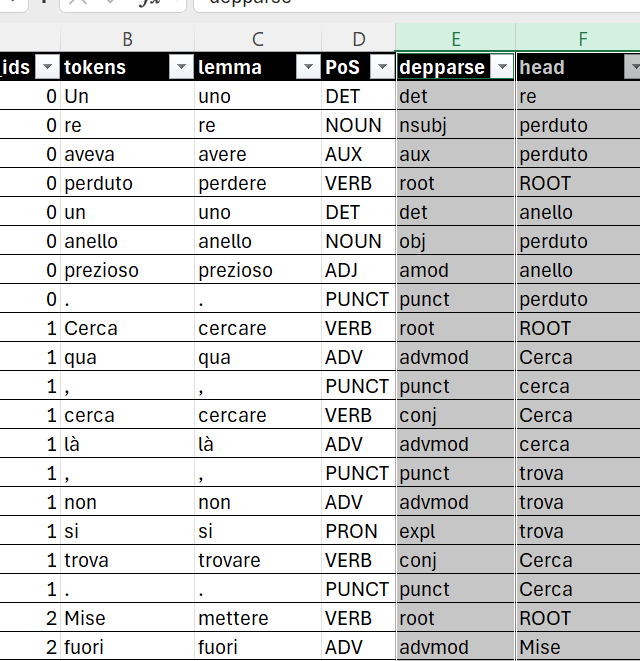 depparse
B C D E F
_ids tokens lemma PoS depparse head
0 Un uno DET det re
0 re re NOUN nsubj perduto
0 aveva avere AUX aux perduto
0 perduto perdere VERB root ROOT
0 un uno DET det anello
0 anello anello NOUN obj perduto
0 prezioso prezioso ADJ amod anello
0 . . PUNCT punct perduto
1 Cerca cercare VERB root ROOT
1 qua qua ADV advmod Cerca
1 , , PUNCT punct cerca
1 cerca cercare VERB conj Cerca
1 là là ADV advmod cerca
1 , , PUNCT punct trova
1 non non ADV advmod trova
1 si si PRON expl trova
1 trova trovare VERB conj Cerca
1 . . PUNCT punct Cerca
2 Mise mettere VERB root ROOT
2 fuori fuori ADV advmod Mise